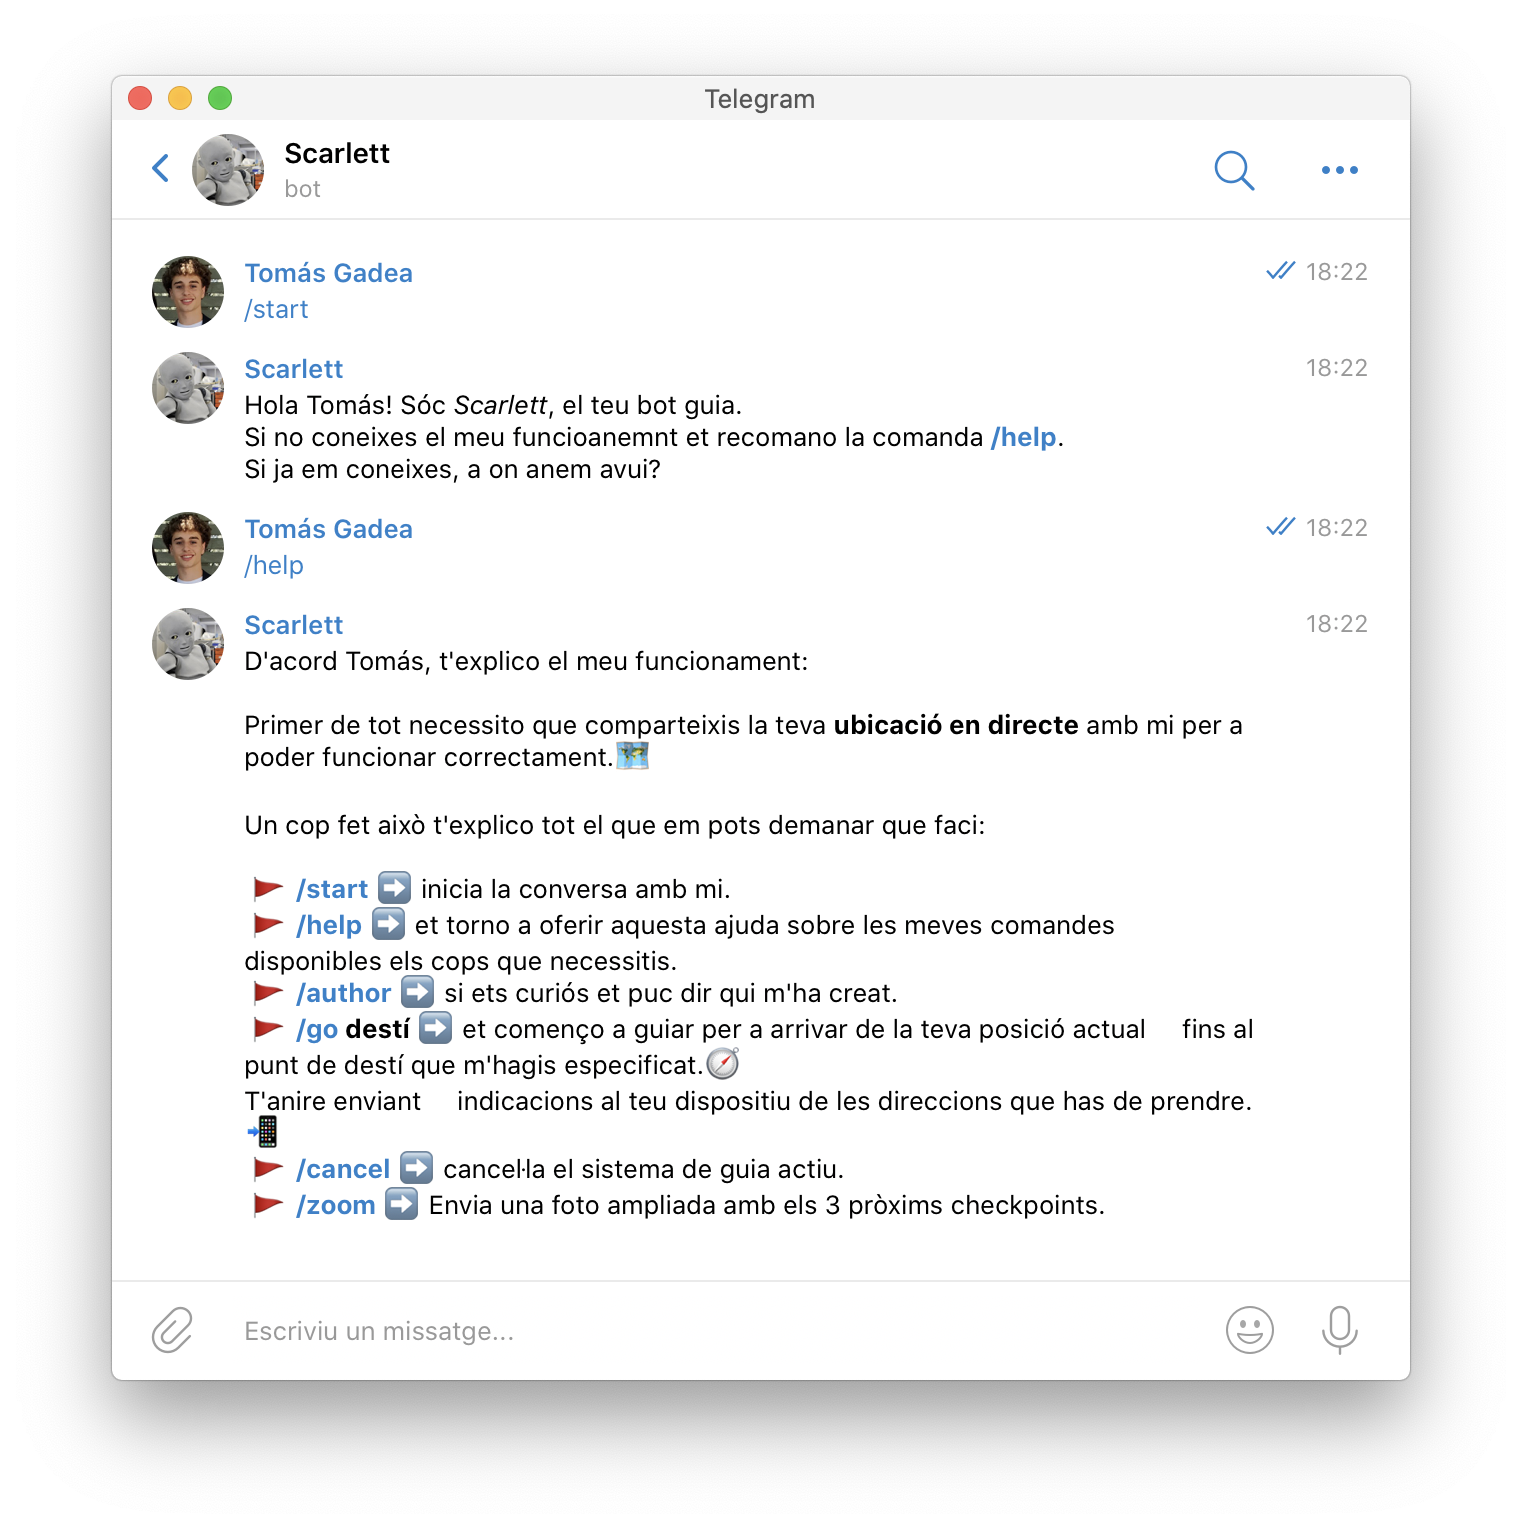 Telegram
Scarlett
bot
Tomás Gadea
18:22
/start
Scarlett
18:22
Hola Tomás! Sóc Scarlett, el teu bot guia.
Si no coneixes el meu funcioanemnt et recomano la comanda /help.
Si ja em coneixes, a on anem avui?
Tomás Gadea
18:22
/help
Scarlett
18:22
D'acord Tomás, t'explico el meu funcionament:
Primer de tot necessito que comparteixis la teva ubicació en directe amb mi per a
poder funcionar correctament.🗺️
Un cop fet això t'explico tot el que em pots demanar que faci:
🚩 /start ➡️ inicia la conversa amb mi.
🚩 /help ➡️ et torno a oferir aquesta ajuda sobre les meves comandes
disponibles els cops que necessitis.
🚩 /author ➡️ si ets curiós et puc dir qui m'ha creat.
🚩 /go destí ➡️ et començo a guiar per a arrivar de la teva posició actual fins al
punt de destí que m'hagis especificat.🧭
T'anire enviant indicacions al teu dispositiu de les direccions que has de prendre.
📲
🚩 /cancel ➡️ cancel·la el sistema de guia actiu.
🚩 /zoom ➡️ Envia una foto ampliada amb els 3 pròxims checkpoints.
Escriviu un missatge...